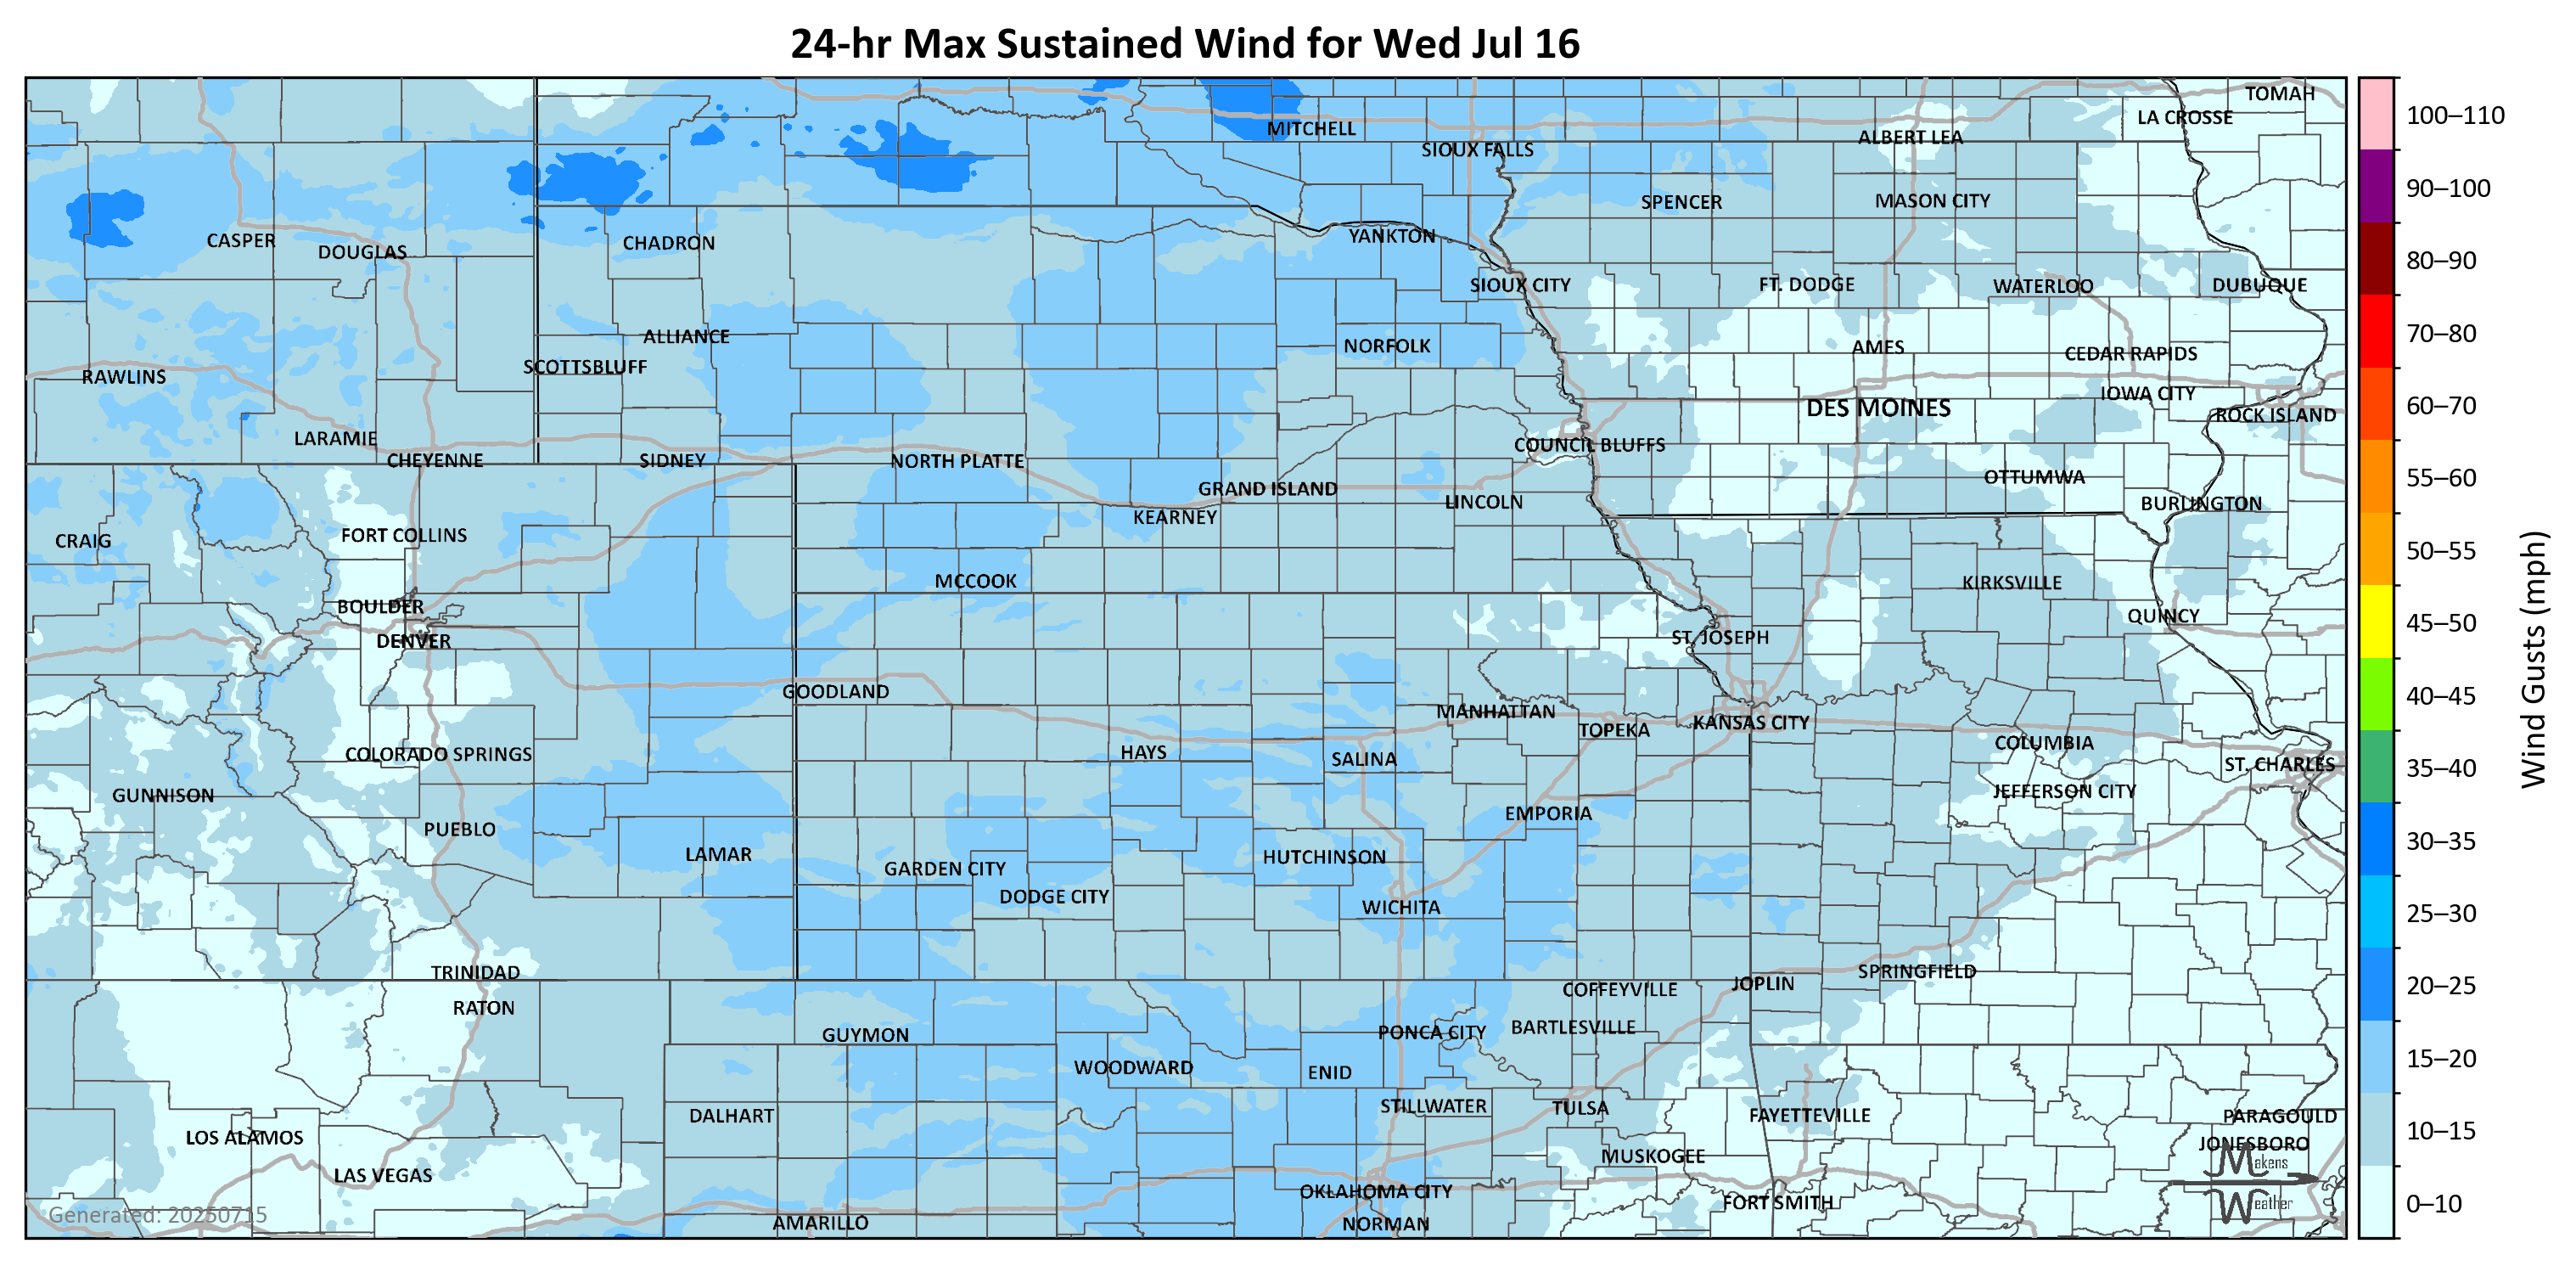 24-hr Max Sustained Wind for Wed Jul 16
TOMAH
LA CROSSE
MITCHELL
ALBERT LEA
SIOUX FALLS
SPENCER
MASON CITY
CASPER
DOUGLAS
CHADRON
YANKTON
SIOUX CITY
FT. DODGE
WATERLOO
DUBUQUE
ALLIANCE
NORFOLK
AMES
CEDAR RAPIDS
SCOTTSBLUFF
RAWLINS
IOWA CITY
DES MOINES
ROCK ISLAND
LARAMIE
COUNCIL BLUFFS
CHEYENNE
SIDNEY
NORTH PLATTE
OTTUMWA
GRAND ISLAND
LINCOLN
BURLINGTON
KEARNEY
CRAIG
FORT COLLINS
MCCOOK
KIRKSVILLE
BOULDER
QUINCY
DENVER
ST. JOSEPH
GOODLAND
MANHATTAN
TOPEKA
KANSAS CITY
COLUMBIA
COLORADO SPRINGS
HAYS
SALINA
ST. CHARLES
GUNNISON
JEFFERSON CITY
EMPORIA
PUEBLO
LAMAR
HUTCHINSON
GARDEN CITY
DODGE CITY
WICHITA
TRINIDAD
SPRINGFIELD
JOPLIN
COFFEYVILLE
RATON
GUYMON
PONCA CITY
BARTLESVILLE
WOODWARD
ENID
DALHART
STILLWATER
TULSA
FAYETTEVILLE
PARAGOULD
LOS ALAMOS
JONESBORO
MUSKOGEE
Makens
LAS VEGAS
OKLAHOMA CITY
FORT SMITH
Weather
Generated: 20250715
AMARILLO
NORMAN
100–110
90–100
80–90
70–80
60–70
55–60
50–55
45–50
40–45
35–40
30–35
25–30
20–25
15–20
10–15
0–10
Wind Gusts (mph)